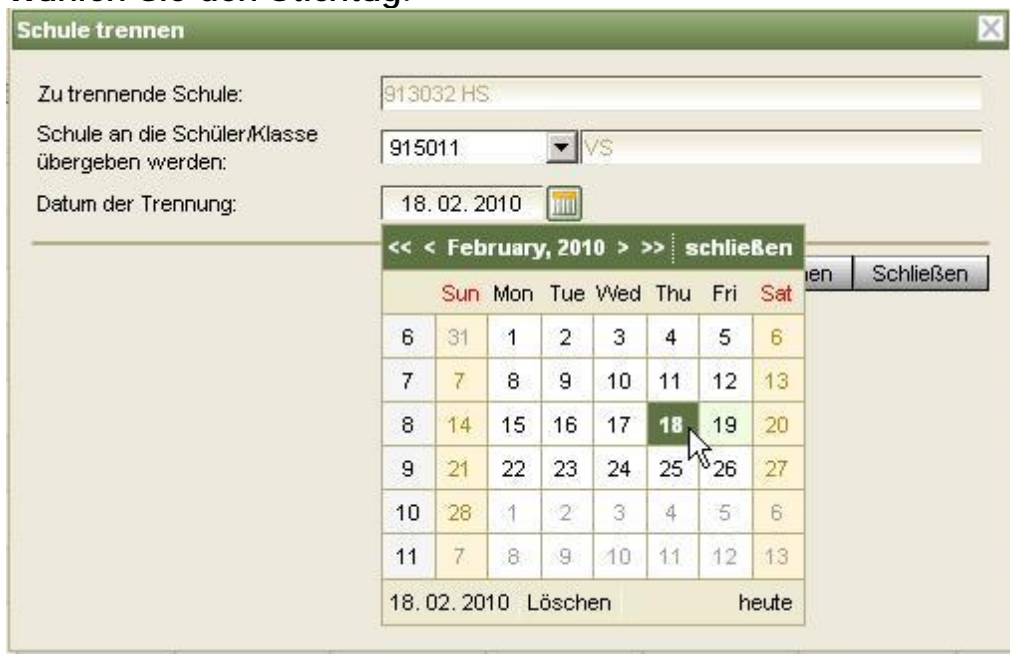 Wählen Sie den Stichtag:
Schule trennen
Zu trennende Schule: 913032 HS
Schule an die Schüler/Klasse
übergeben werden: 915011 VS
Datum der Trennung: 18. 02. 2010
<< < February, 2010 > >> schließen
Schließen
Sun Mon Tue Wed Thu Fri Sat
6 31 1 2 3 4 5 6
7 7 8 9 10 11 12 13
8 14 15 16 17 18 19 20
9 21 22 23 24 25 26 27
10 28 1 2 3 4 5 6
11 7 8 9 10 11 12 13
18. 02. 2010 Löschen heute